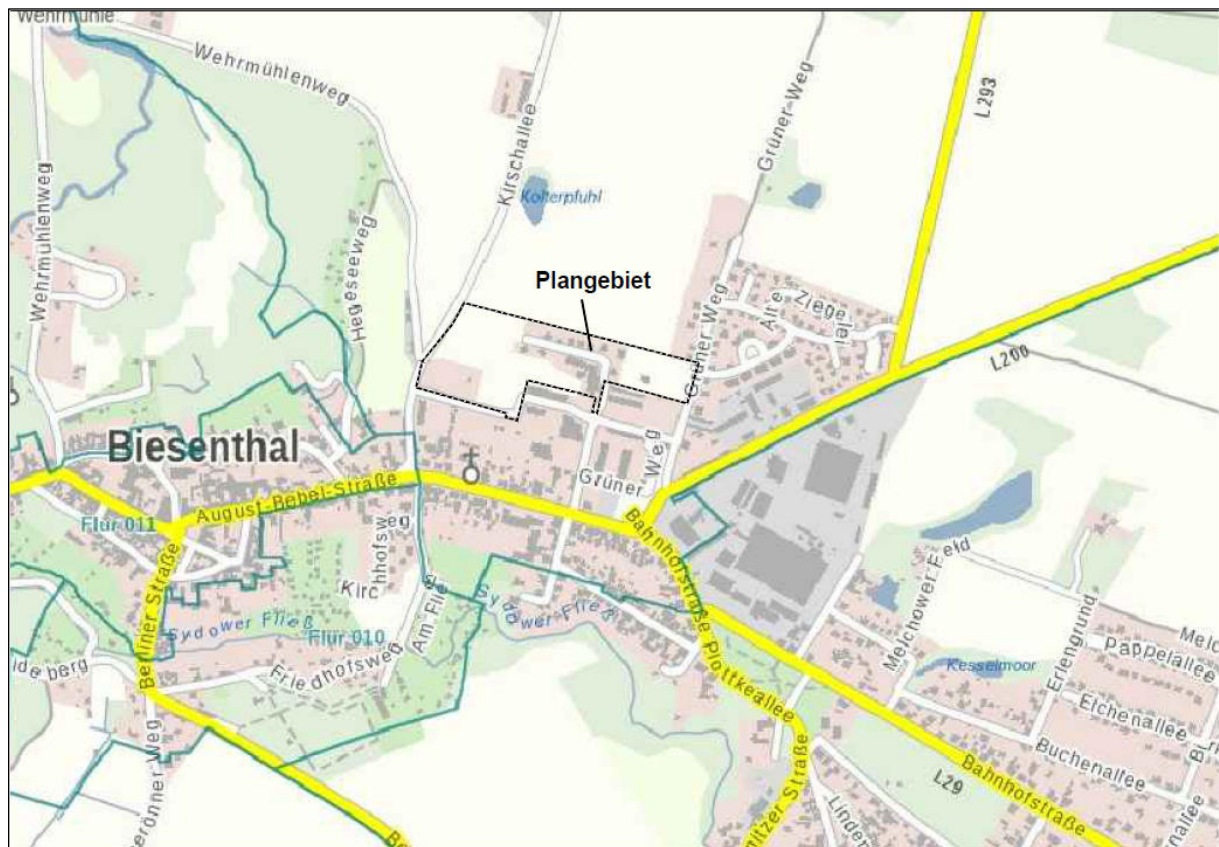 Wehrmühle
Wehrmühlenweg
Wehrmühlenweg
Kirschallee
Grüner-Weg
L293
Kolterpfuhl
Hegeseeweg
Plangebiet
Alte
Ziegelei
Grüner Weg
L200
Biesenthal
Grüner Weg
August-Bebel-Straße
Flur 011
Kirchhofsweg
Bahnhofstraße
Berliner Straße
Sydower Fließ
Flur 010
Am Fließ
Sydower Fließ
Friedhofsweg
Melchower Feld
Kesselmoor
Erlengrund
Pappelallee
Plottkeallee
Eichenallee
Buchenallee
Bahnhofstraße
L29